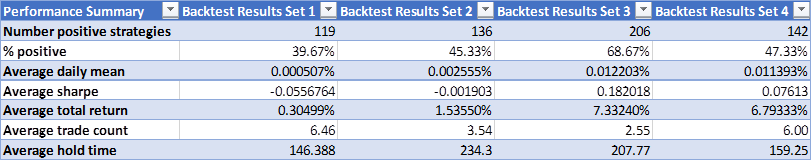 Performance Summary Backtest Results Set 1 Backtest Results Set 2 Backtest Results Set 3 Backtest Results Set 4
Number positive strategies 119 136 206 142
% positive 39.67% 45.33% 68.67% 47.33%
Average daily mean 0.000507% 0.002555% 0.012203% 0.011393%
Average sharpe -0.0556764 -0.001903 0.182018 0.07613
Average total return 0.30499% 1.53550% 7.33240% 6.79333%
Average trade count 6.46 3.54 2.55 6.00
Average hold time 146.388 234.3 207.77 159.25